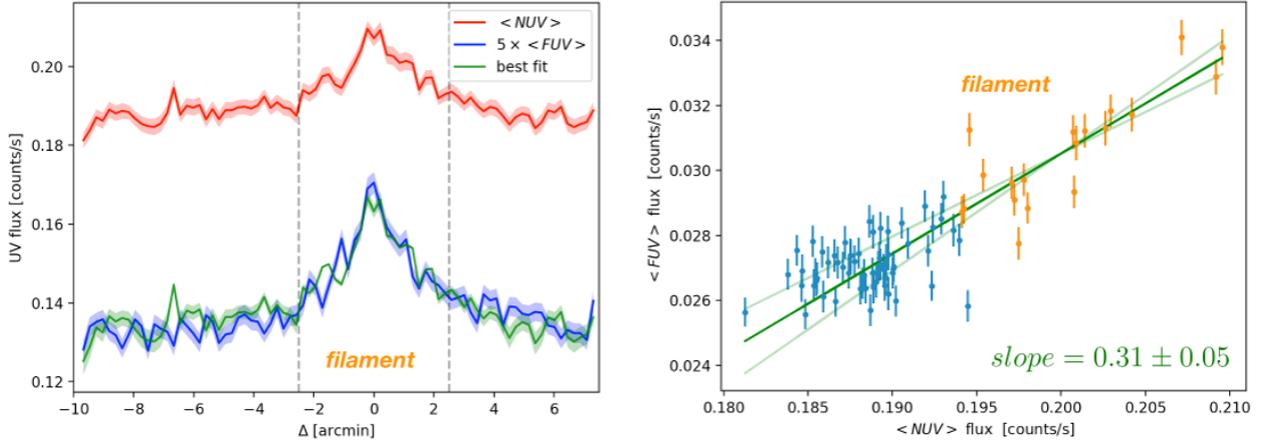 < NUV >
5 × < FUV >
best fit
UV flux [counts/s]
0.20
0.18
0.16
0.14
0.12
filament
−10 −8 −6 −4 −2 0 2 4 6
Δ [arcmin]
< FUV > flux [counts/s]
0.034
0.032
0.030
0.028
0.026
0.024
filament
slope = 0.31 ± 0.05
0.180 0.185 0.190 0.195 0.200 0.205 0.210
< NUV > flux [counts/s]